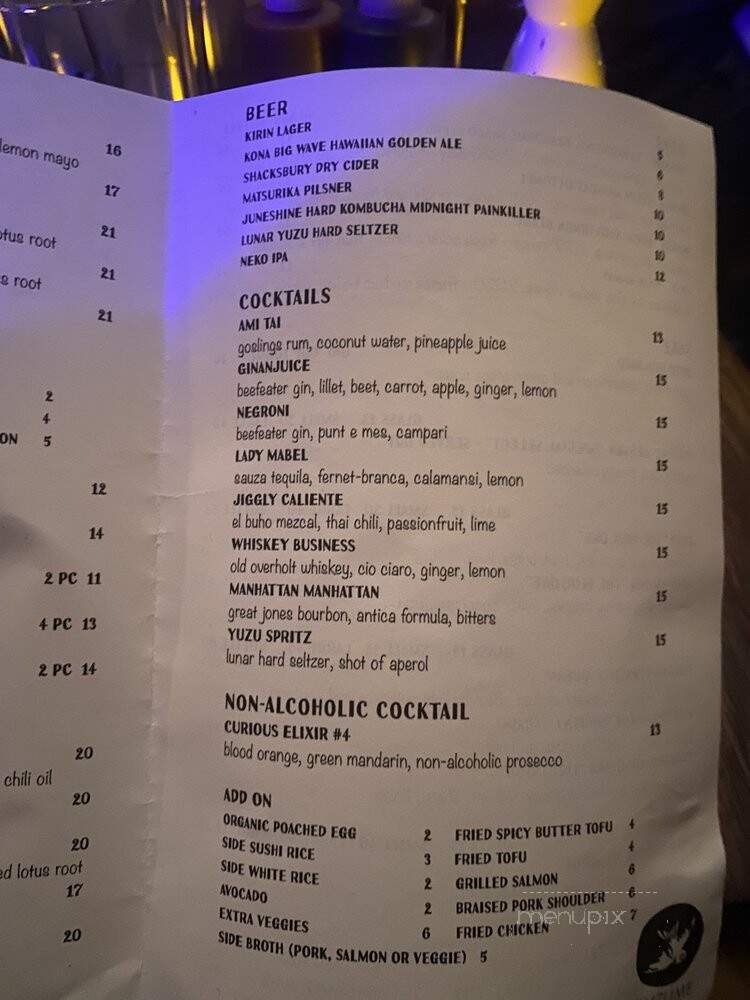 lemon mayo 16
17
21
lotus root
21
s root
21
2
4
ON 5
12
14
2 PC 11
4 PC 13
2 PC 14
20
chili oil
20
20
ed lotus root
17
20
BEER
KIRIN LAGER 5
KONA BIG WAVE HAWAIIAN GOLDEN ALE 6
SHACKSBURY DRY CIDER 8
MATSURIKA PILSNER 10
JUNESHINE HARD KOMBUCHA MIDNIGHT PAINKILLER 10
LUNAR YUZU HARD SELTZER 10
NEKO IPA 12
COCKTAILS
AMI TAI 13
goslings rum, coconut water, pineapple juice
GINANJUICE 15
beefeater gin, lillet, beet, carrot, apple, ginger, lemon
NEGRONI 15
beefeater gin, punt e mes, campari
LADY MABEL 15
sauza tequila, fernet-branca, calamansi, lemon
JIGGLY CALIENTE 15
el buho mezcal, thai chili, passionfruit, lime
WHISKEY BUSINESS 15
old overholt whiskey, cio ciaro, ginger, lemon
MANHATTAN MANHATTAN 15
great jones bourbon, antica formula, bitters
YUZU SPRITZ 15
lunar hard seltzer, shot of aperol
NON-ALCOHOLIC COCKTAIL
CURIOUS ELIXIR #4 13
blood orange, green mandarin, non-alcoholic prosecco
ADD ON
ORGANIC POACHED EGG 2 FRIED SPICY BUTTER TOFU 4
SIDE SUSHI RICE 3 FRIED TOFU 4
SIDE WHITE RICE 2 GRILLED SALMON 6
AVOCADO 2 BRAISED PORK SHOULDER 6
EXTRA VEGGIES 6 FRIED CHICKEN 7
SIDE BROTH (PORK, SALMON OR VEGGIE) 5
menupix